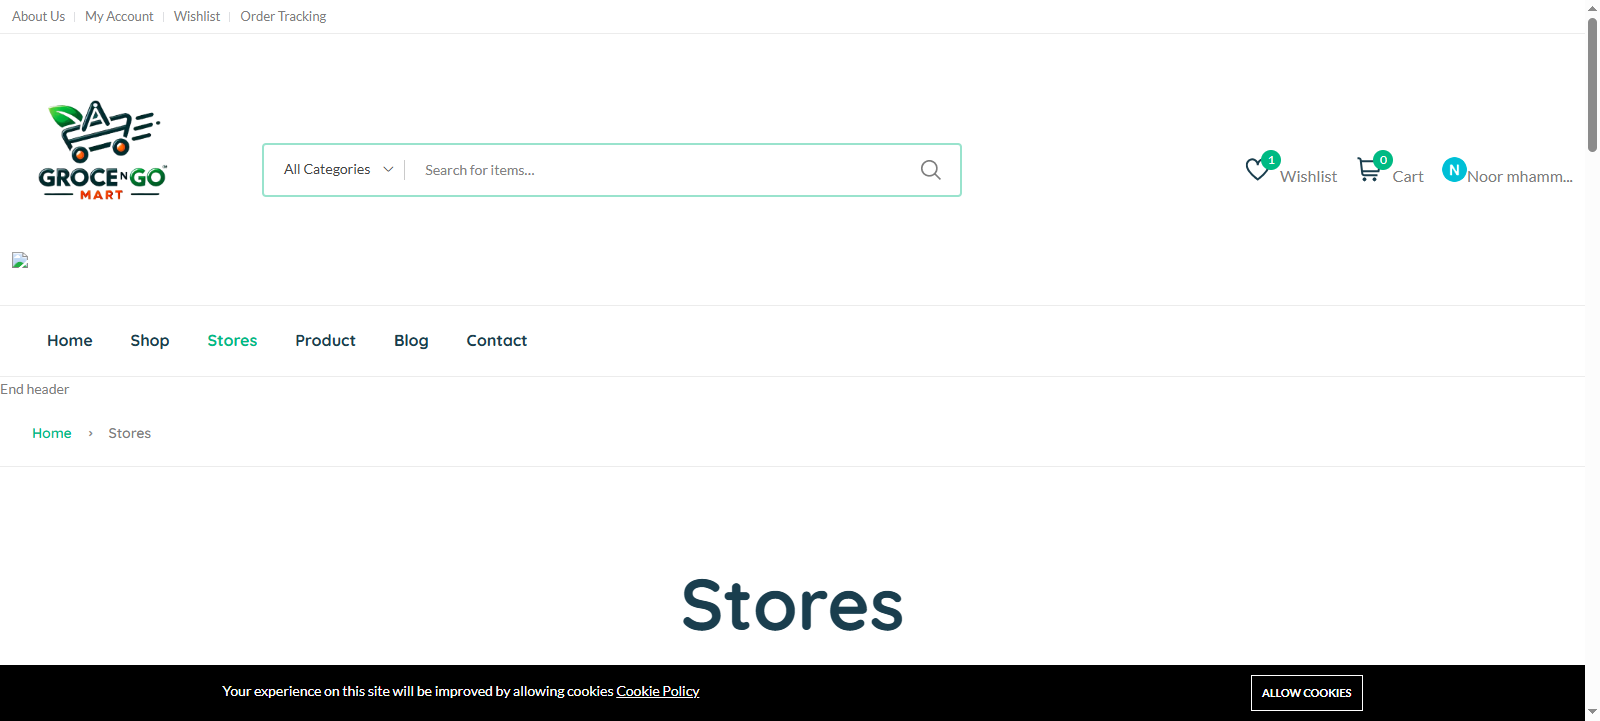 About Us My Account Wishlist Order Tracking
GROCE N GO™
MART
All Categories Search for items...
1 Wishlist 0 Cart N Noor mhamm...
Home Shop Stores Product Blog Contact
End header
Home › Stores
Stores
Your experience on this site will be improved by allowing cookies Cookie Policy ALLOW COOKIES